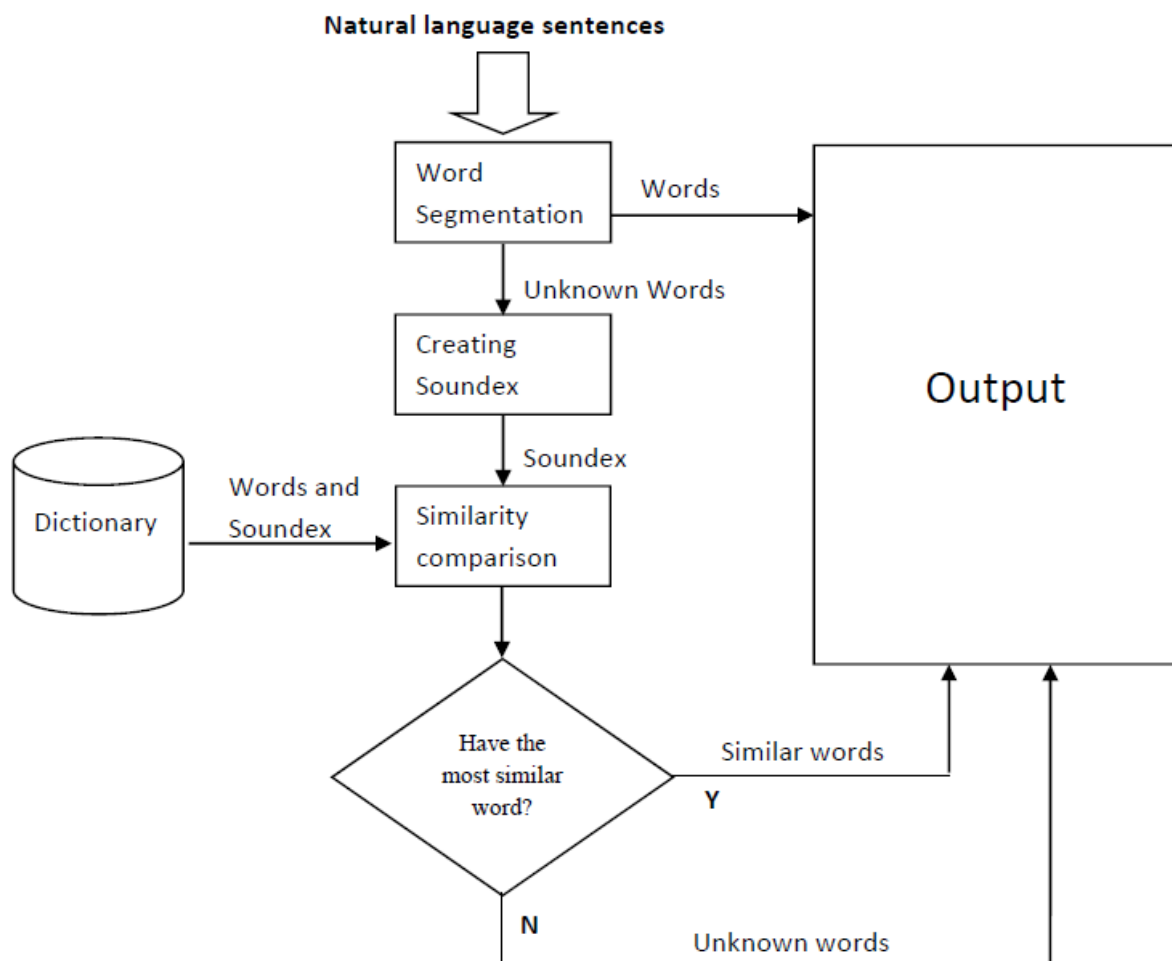 Natural language sentences
Word
Segmentation
Words
Unknown Words
Creating
Soundex
Output
Soundex
Words and
Soundex
Dictionary
Similarity
comparison
Have the
most similar
word?
Similar words
Y
N
Unknown words